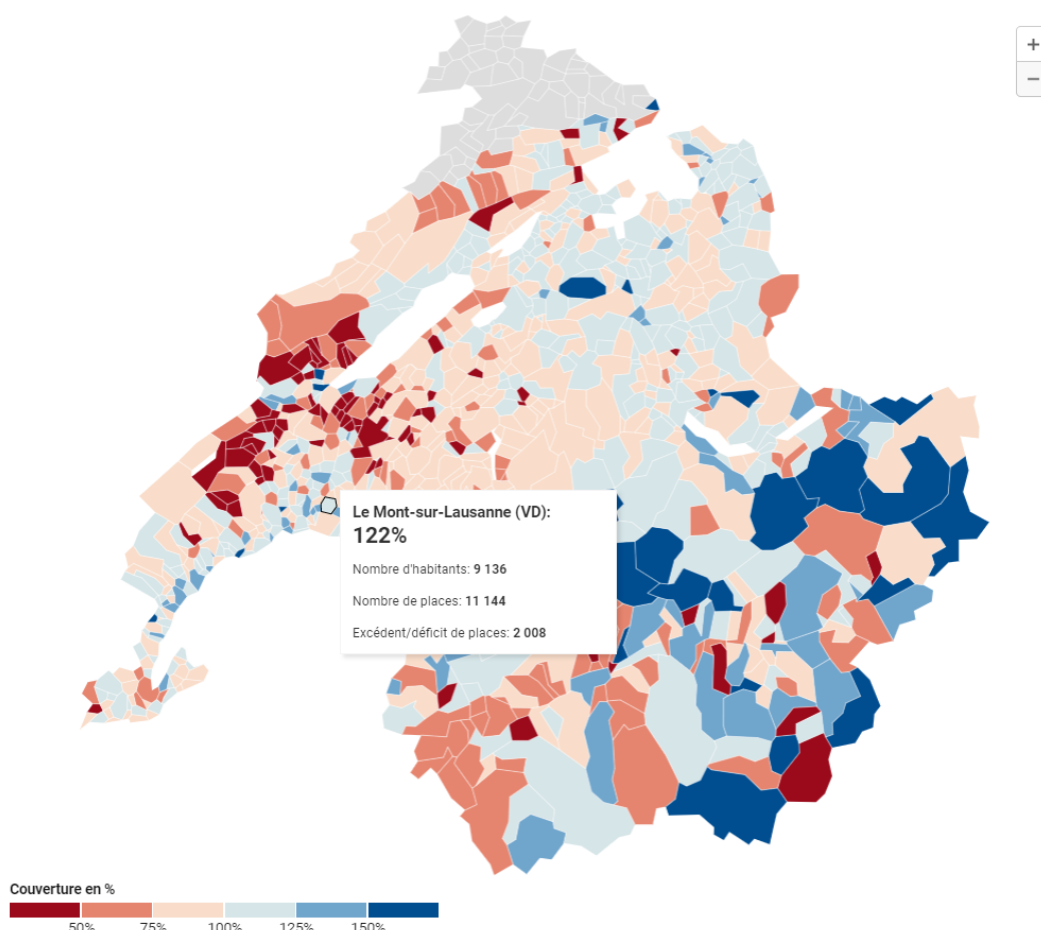 +
−
Le Mont-sur-Lausanne (VD):
122%
Nombre d'habitants: 9 136
Nombre de places: 11 144
Excédent/déficit de places: 2 008
Couverture en %
50% 75% 100% 125% 150%